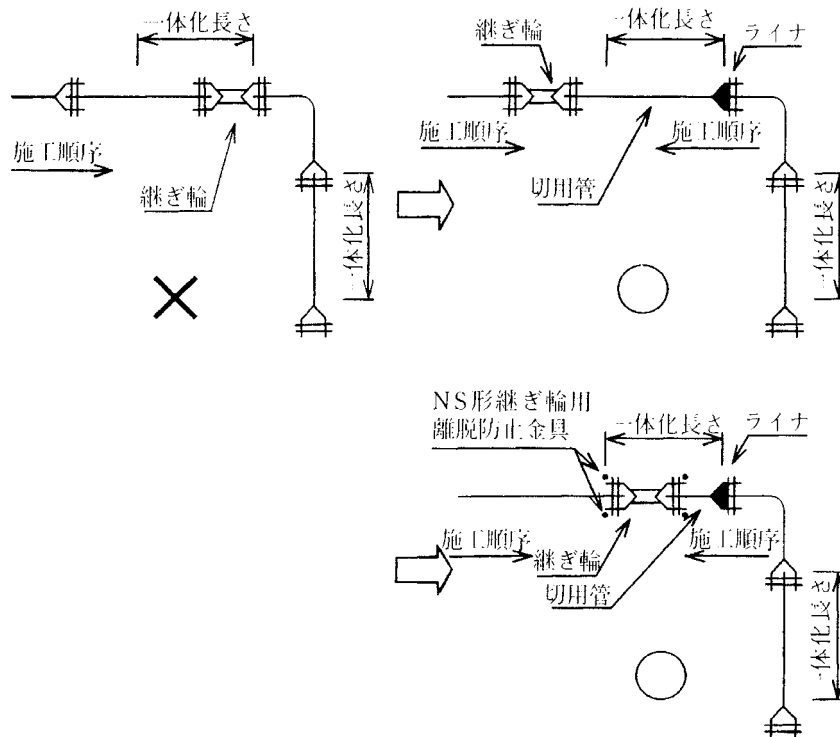 一体化長さ
継ぎ輪
施工順序
一体化長さ
継ぎ輪
一体化長さ
ライナ
施工順序
施工順序
切用管
一体化長さ
NS形継ぎ輪用
離脱防止金具
一体化長さ
ライナ
施工順序
継ぎ輪
施工順序
切用管
一体化長さ